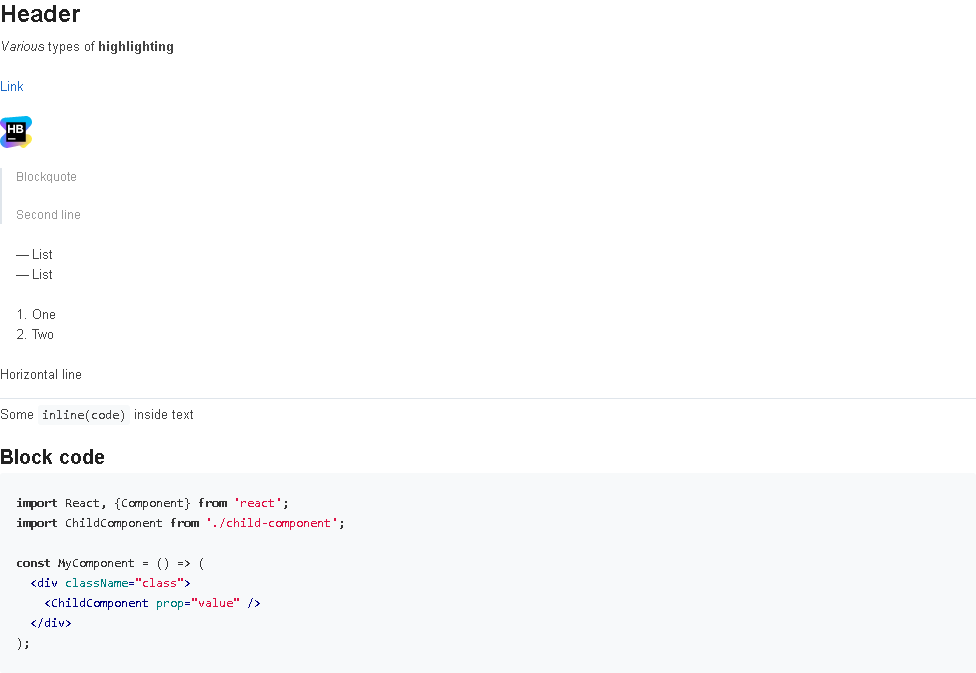 Header
Various types of highlighting
Link
HB
Blockquote
Second line
— List
— List
1. One
2. Two
Horizontal line
Some inline(code) inside text
Block code
import React, {Component} from 'react';
import ChildComponent from './child-component';
const MyComponent = () => (
  <div className="class">
    <ChildComponent prop="value" />
  </div>
);